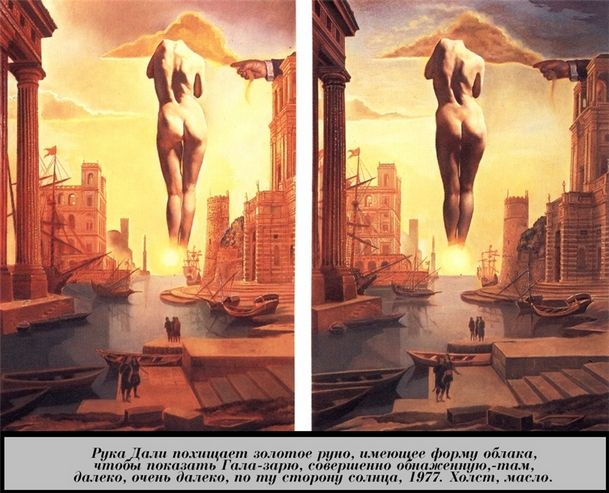 Рука Дали похищает золотое руно, имеющее форму облака,
чтобы показать Гала-зарю, совершенно обнаженную,-там,
далеко, очень далеко, по ту сторону солнца, 1977. Холст, масло.